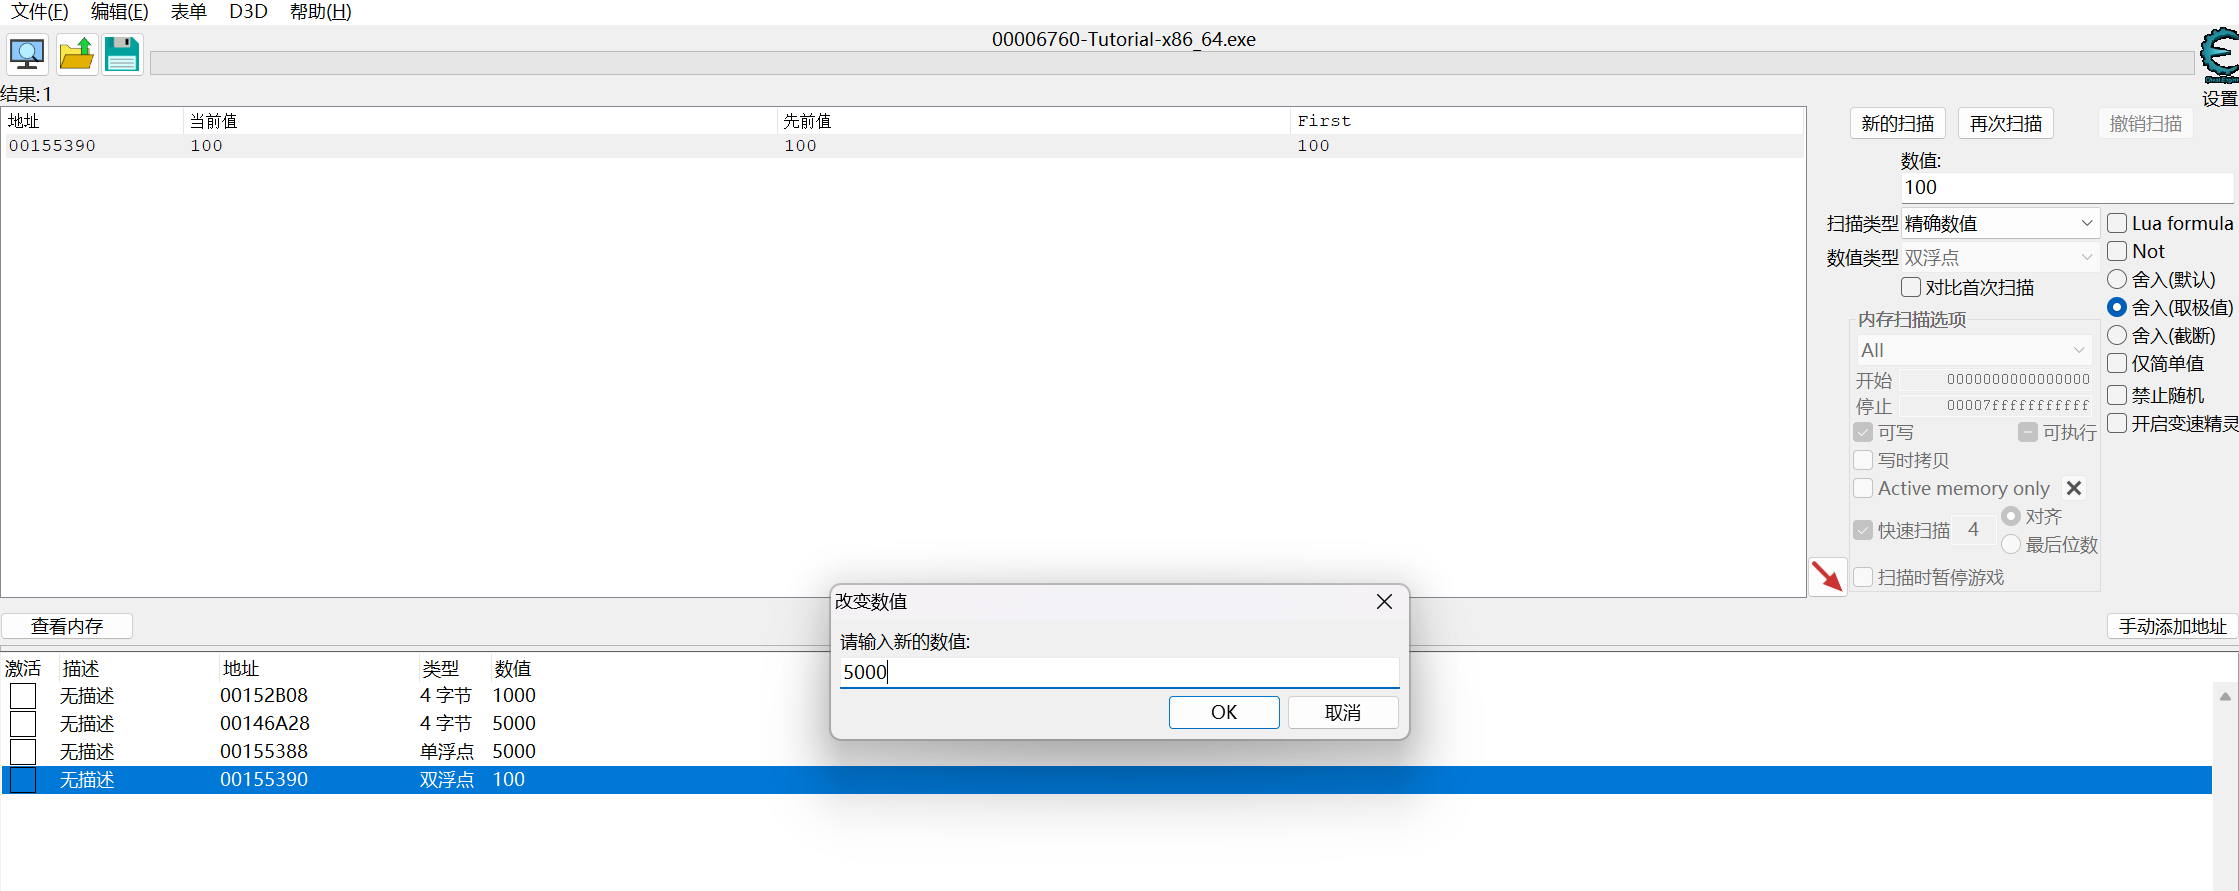 文件(F) 编辑(E) 表单 D3D 帮助(H)
00006760-Tutorial-x86_64.exe
设置
结果:1
地址 当前值 先前值 First
00155390 100 100 100
新的扫描 再次扫描 撤销扫描
数值:
100
扫描类型 精确数值
数值类型 双浮点
对比首次扫描
Lua formula
Not
舍入(默认)
舍入(取极值)
舍入(截断)
仅简单值
禁止随机
开启变速精灵
内存扫描选项
All
开始 0000000000000000
停止 00007fffffffffff
可写 可执行
写时拷贝
Active memory only
快速扫描 4 对齐
最后位数
扫描时暂停游戏
查看内存 手动添加地址
改变数值
请输入新的数值:
5000
OK 取消
激活 描述 地址 类型 数值
无描述 00152B08 4 字节 1000
无描述 00146A28 4 字节 5000
无描述 00155388 单浮点 5000
无描述 00155390 双浮点 100